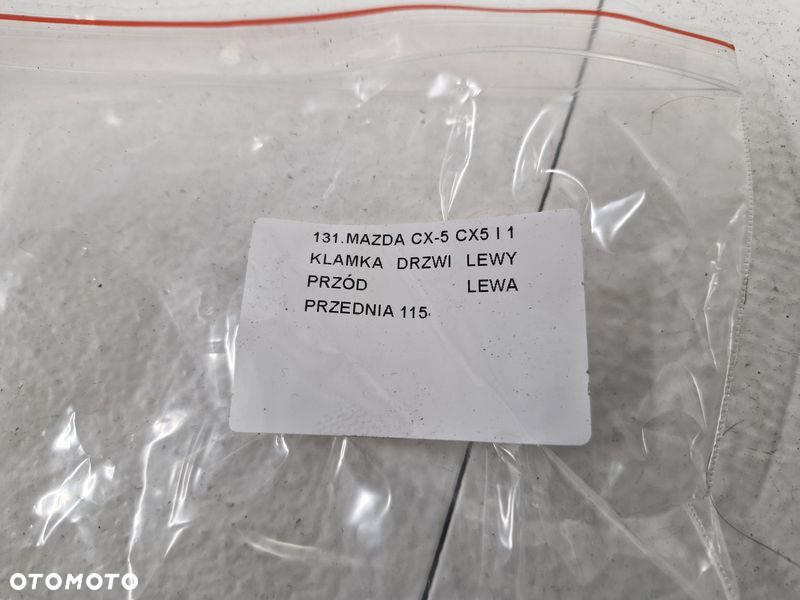 131.MAZDA CX-5 CX5 I 1
KLAMKA DRZWI LEWY
PRZÓD LEWA
PRZEDNIA 115
OTOMOTO